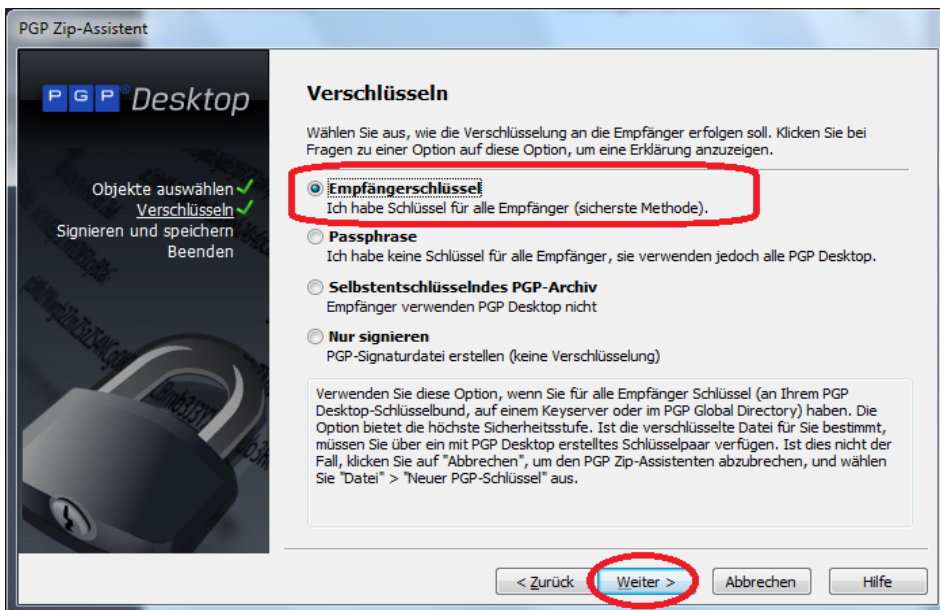 PGP Zip-Assistent
PGP® Desktop
Objekte auswählen
Verschlüsseln
Signieren und speichern
Beenden
Verschlüsseln
Wählen Sie aus, wie die Verschlüsselung an die Empfänger erfolgen soll. Klicken Sie bei
Fragen zu einer Option auf diese Option, um eine Erklärung anzuzeigen.
Empfängerschlüssel
Ich habe Schlüssel für alle Empfänger (sicherste Methode).
Passphrase
Ich habe keine Schlüssel für alle Empfänger, sie verwenden jedoch alle PGP Desktop.
Selbstentschlüsselndes PGP-Archiv
Empfänger verwenden PGP Desktop nicht
Nur signieren
PGP-Signaturdatei erstellen (keine Verschlüsselung)
Verwenden Sie diese Option, wenn Sie für alle Empfänger Schlüssel (an Ihrem PGP
Desktop-Schlüsselbund, auf einem Keyserver oder im PGP Global Directory) haben. Die
Option bietet die höchste Sicherheitsstufe. Ist die verschlüsselte Datei für Sie bestimmt,
müssen Sie über ein mit PGP Desktop erstelltes Schlüsselpaar verfügen. Ist dies nicht der
Fall, klicken Sie auf "Abbrechen", um den PGP Zip-Assistenten abzubrechen, und wählen
Sie "Datei" > "Neuer PGP-Schlüssel" aus.
< Zurück Weiter > Abbrechen Hilfe